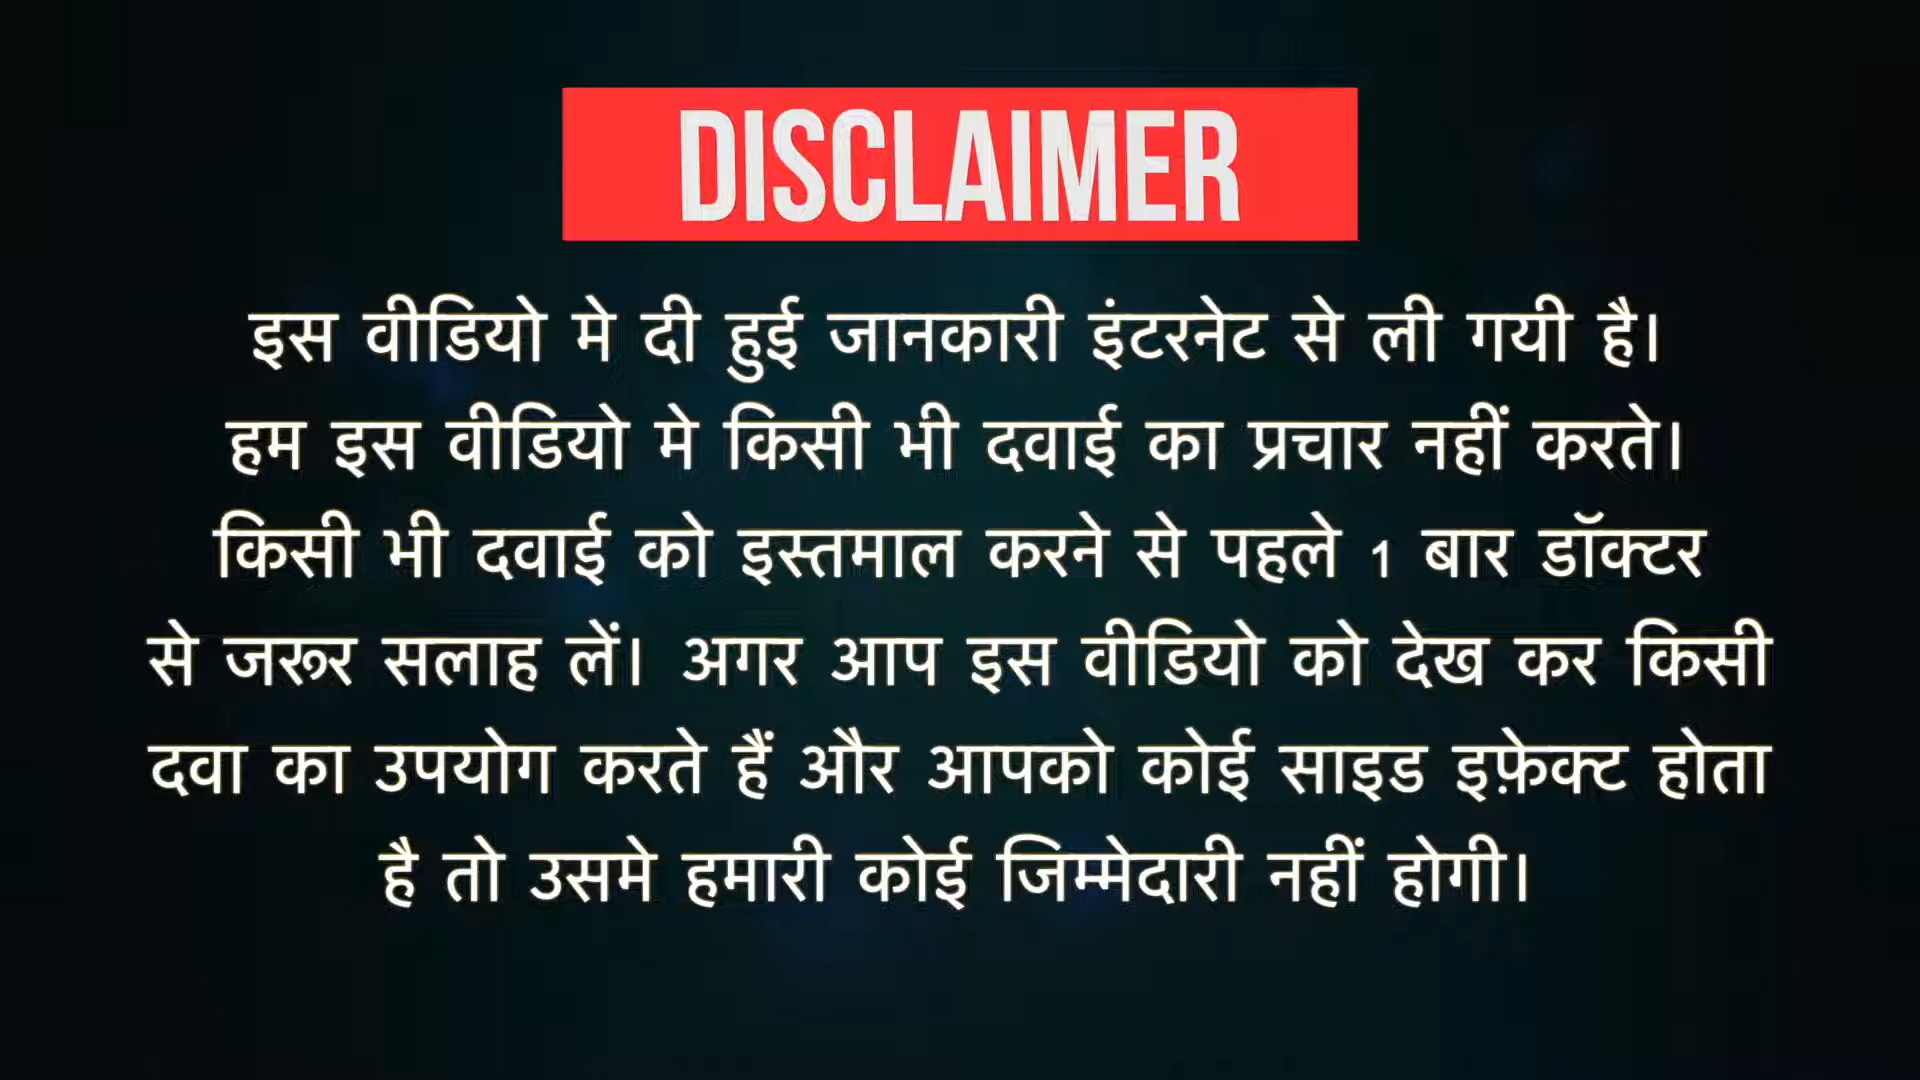 DISCLAIMER
इस वीडियो मे दी हुई जानकारी इंटरनेट से ली गयी है।
हम इस वीडियो मे किसी भी दवाई का प्रचार नहीं करते।
किसी भी दवाई को इस्तमाल करने से पहले 1 बार डॉक्टर
से जरूर सलाह लें। अगर आप इस वीडियो को देख कर किसी
दवा का उपयोग करते हैं और आपको कोई साइड इफ़ेक्ट होता
है तो उसमे हमारी कोई जिम्मेदारी नहीं होगी।